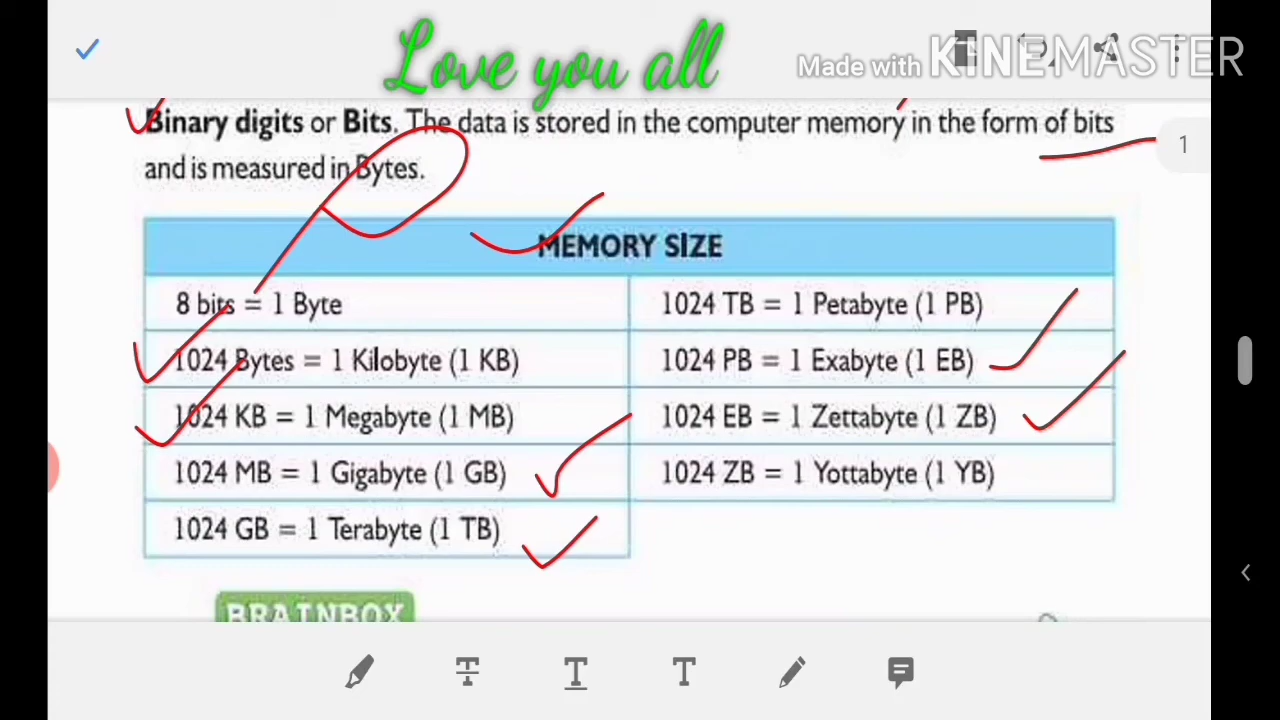 Love you all
Made with KINEMASTER
Binary digits or Bits. The data is stored in the computer memory in the form of bits
1
and is measured in Bytes.
MEMORY SIZE
8 bits = 1 Byte
1024 TB = 1 Petabyte (1 PB)
1024 Bytes = 1 Kilobyte (1 KB)
1024 PB = 1 Exabyte (1 EB)
1024 KB = 1 Megabyte (1 MB)
1024 EB = 1 Zettabyte (1 ZB)
1024 MB = 1 Gigabyte (1 GB)
1024 ZB = 1 Yottabyte (1 YB)
1024 GB = 1 Terabyte (1 TB)
BRAINBOX